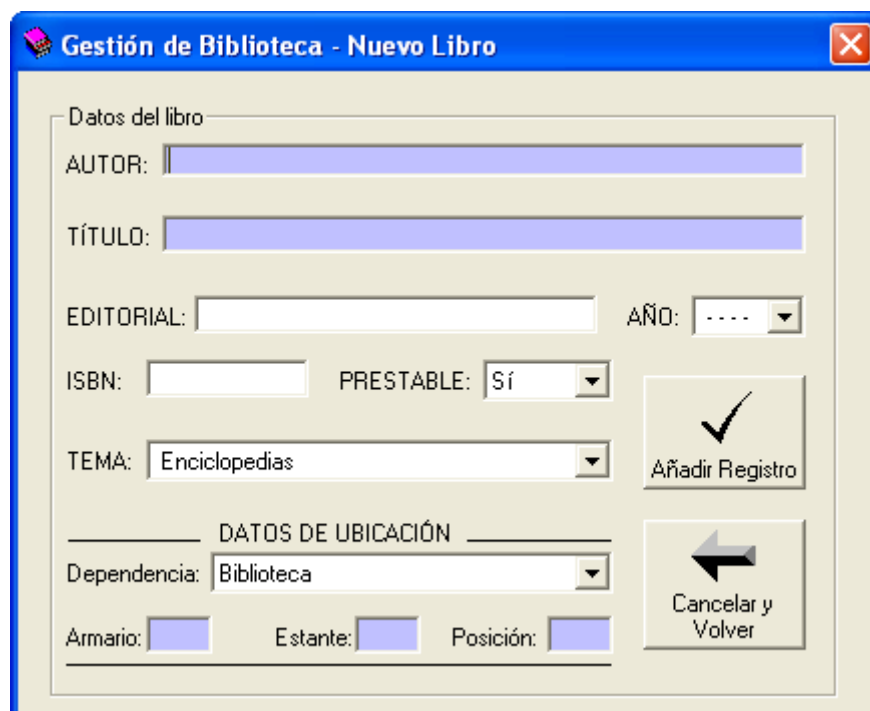 Gestión de Biblioteca - Nuevo Libro
Datos del libro
AUTOR:
TÍTULO:
EDITORIAL: AÑO: ----
ISBN: PRESTABLE: Sí
TEMA: Enciclopedias
Añadir Registro
DATOS DE UBICACIÓN
Dependencia: Biblioteca
Armario: Estante: Posición:
Cancelar y
Volver